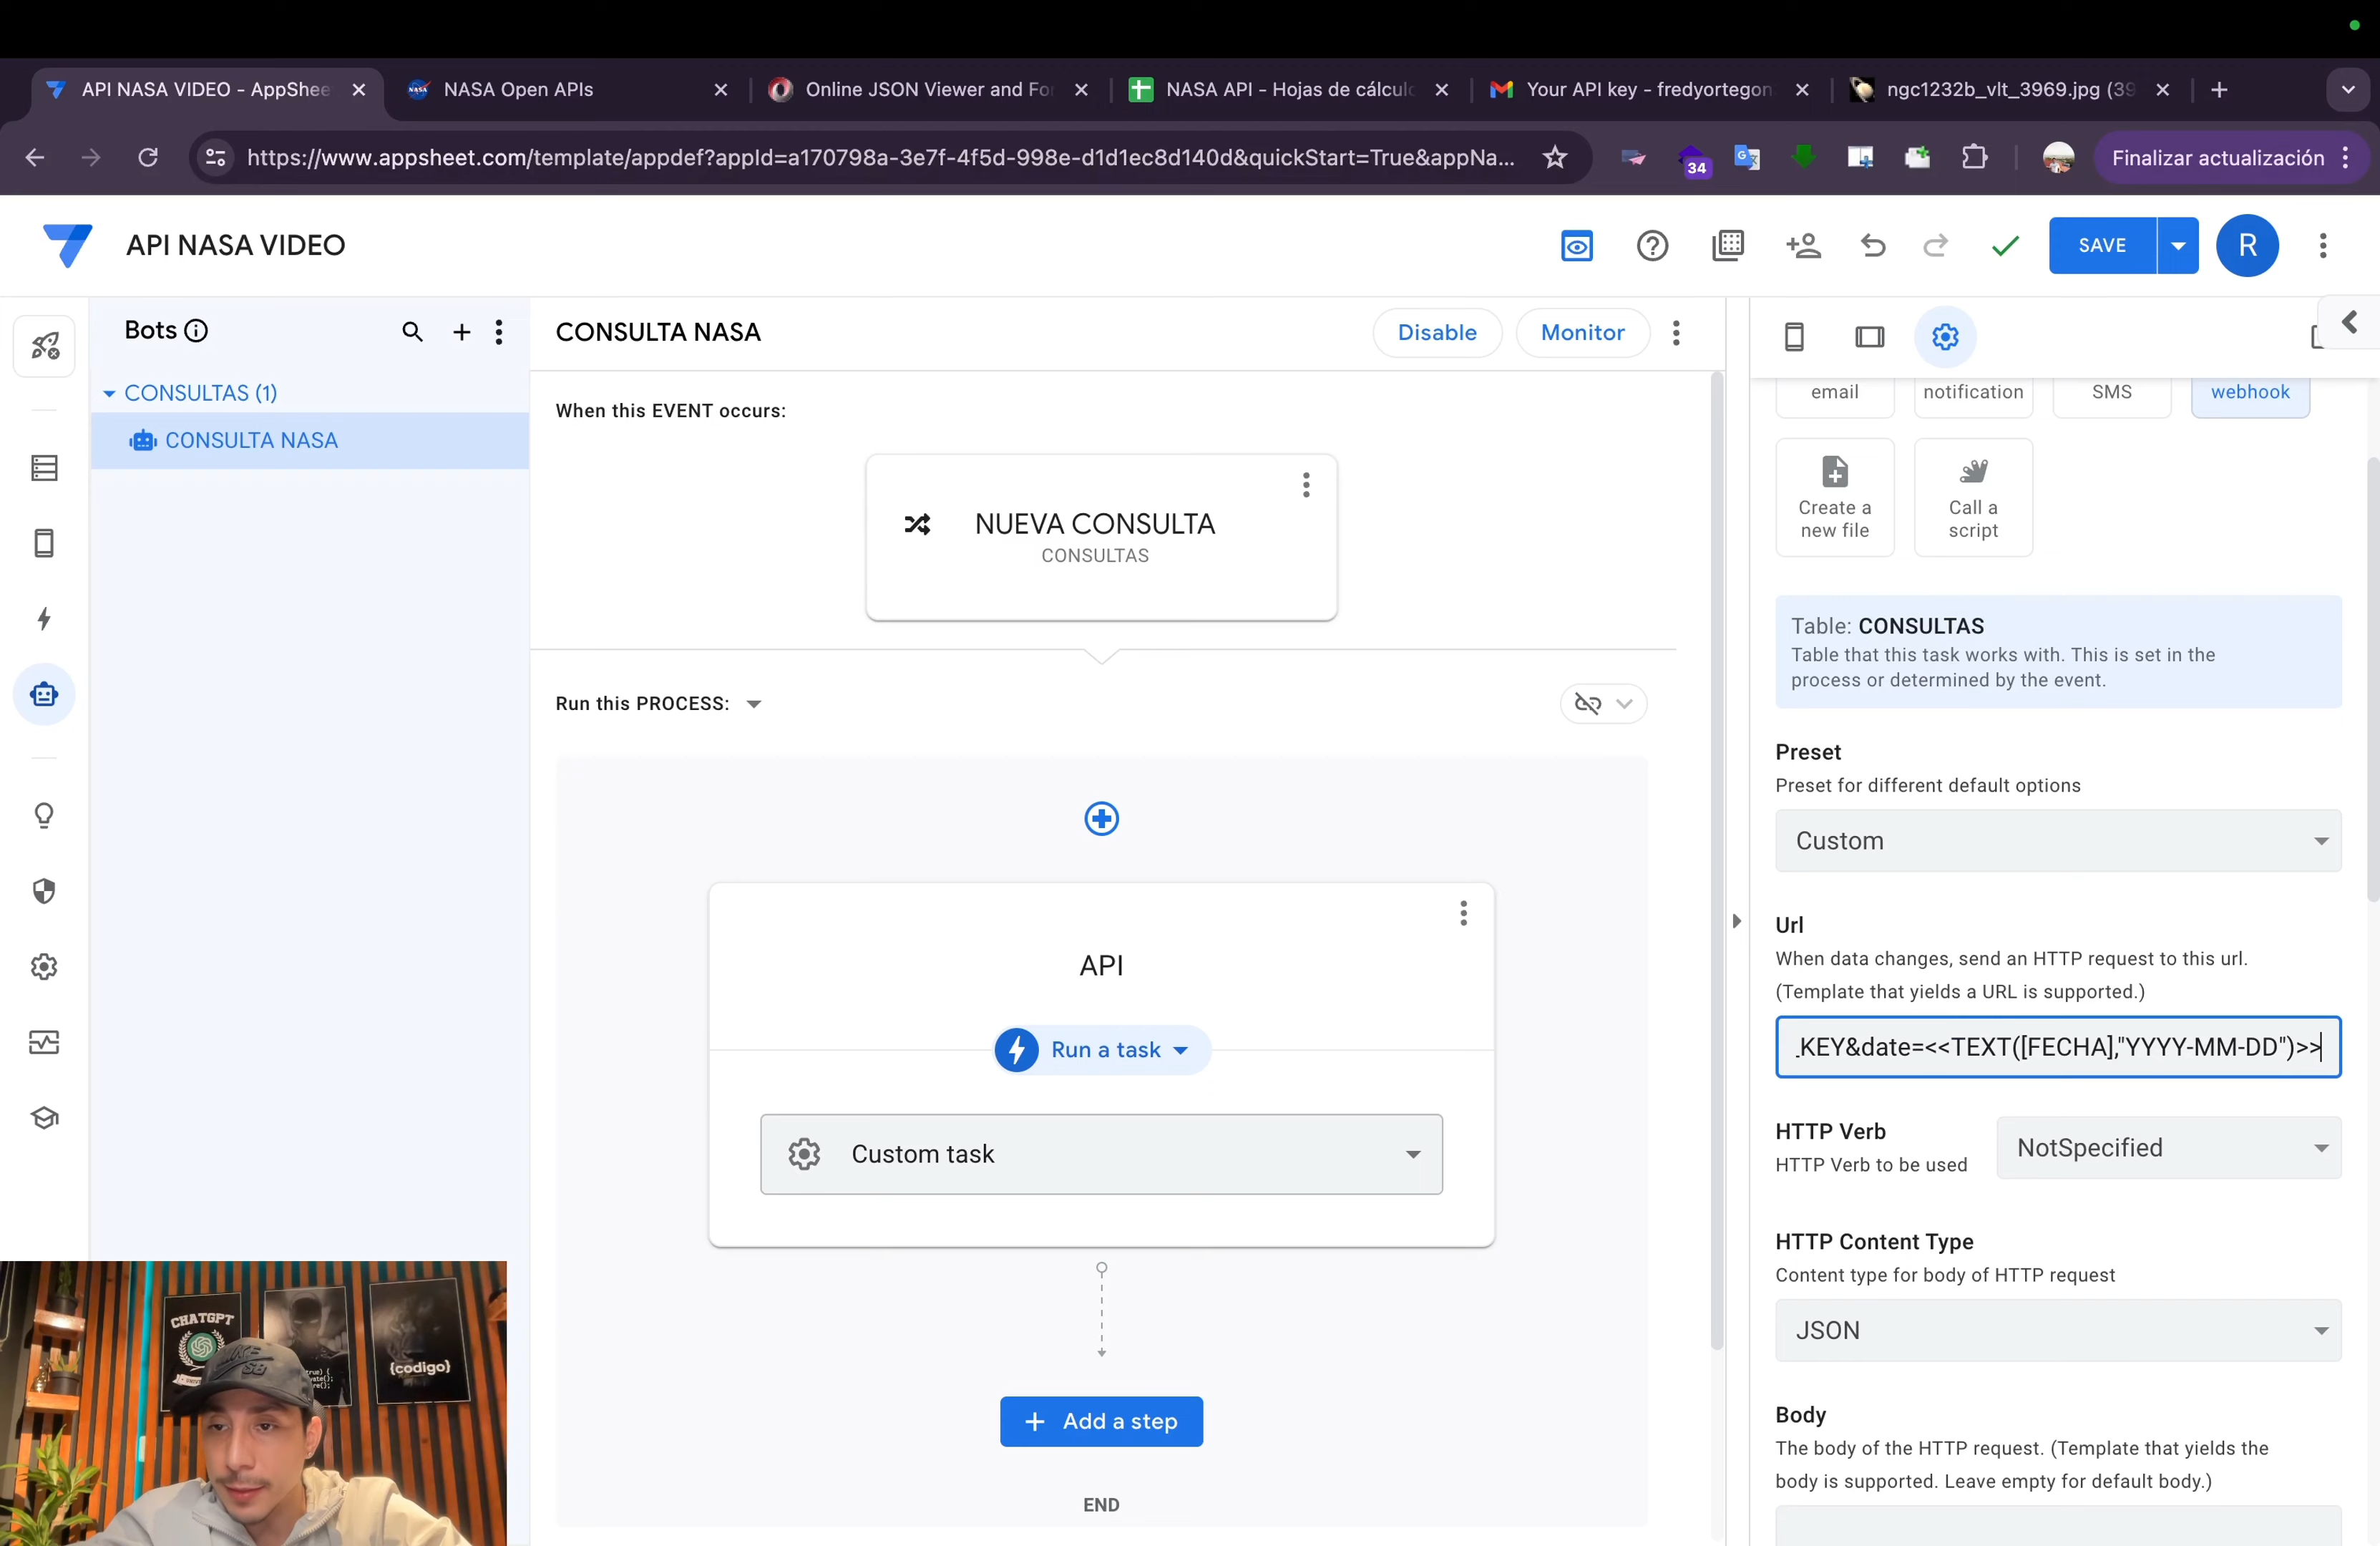 API NASA VIDEO - AppShee
NASA Open APIs
Online JSON Viewer and For
NASA API - Hojas de cálculo
Your API key - fredyortegon
ngc1232b_vlt_3969.jpg (39
https://www.appsheet.com/template/appdef?appId=a170798a-3e7f-4f5d-998e-d1d1ec8d140d&quickStart=True&appNa...
34
Finalizar actualización
API NASA VIDEO
SAVE
R
Bots
CONSULTAS (1)
CONSULTA NASA
CONSULTA NASA
Disable
Monitor
When this EVENT occurs:
NUEVA CONSULTA
CONSULTAS
Run this PROCESS:
API
Run a task
Custom task
Add a step
END
email
notification
SMS
webhook
Create a
new file
Call a
script
Table: CONSULTAS
Table that this task works with. This is set in the
process or determined by the event.
Preset
Preset for different default options
Custom
Url
When data changes, send an HTTP request to this url.
(Template that yields a URL is supported.)
_KEY&date=<<TEXT([FECHA],"YYYY-MM-DD")>>
HTTP Verb
HTTP Verb to be used
NotSpecified
HTTP Content Type
Content type for body of HTTP request
JSON
Body
The body of the HTTP request. (Template that yields the
body is supported. Leave empty for default body.)
CHATGPT
{codigo}